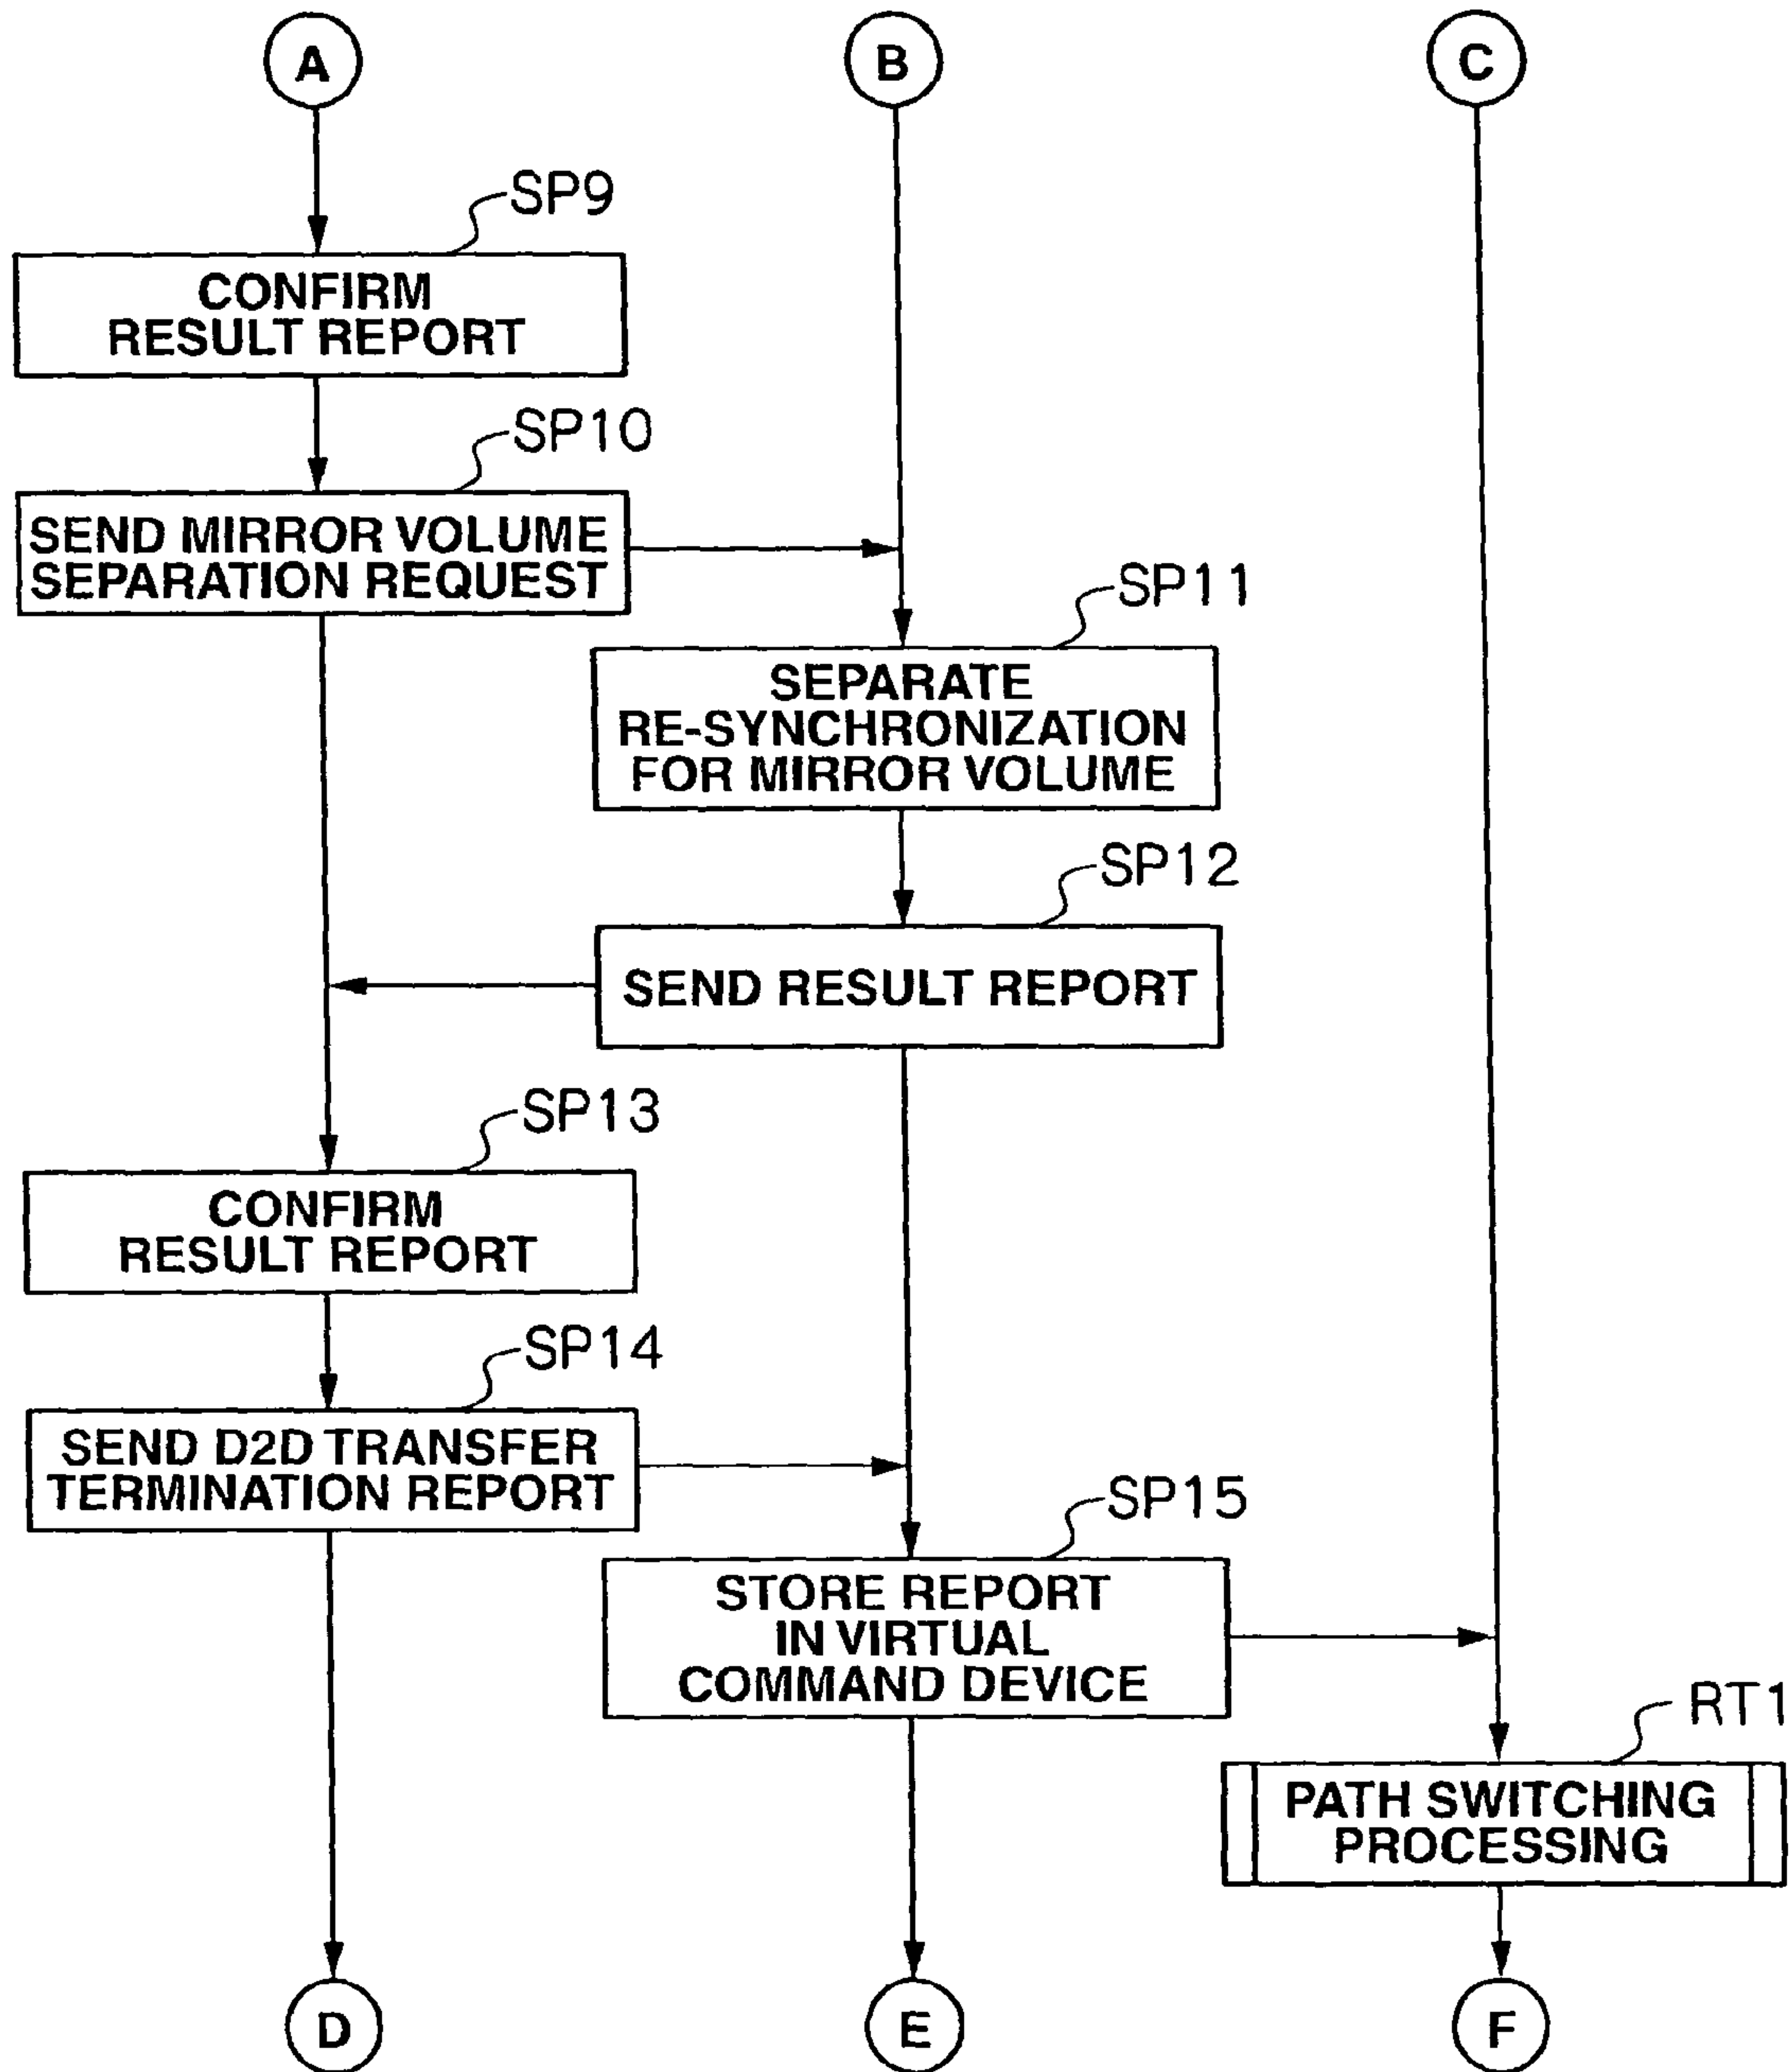 A
B
C
SP9
CONFIRM
RESULT REPORT
SP10
SEND MIRROR VOLUME
SEPARATION REQUEST
SP11
SEPARATE
RE-SYNCHRONIZATION
FOR MIRROR VOLUME
SP12
SEND RESULT REPORT
SP13
CONFIRM
RESULT REPORT
SP14
SEND D2D TRANSFER
TERMINATION REPORT
SP15
STORE REPORT
IN VIRTUAL
COMMAND DEVICE
RT1
PATH SWITCHING
PROCESSING
D
E
F